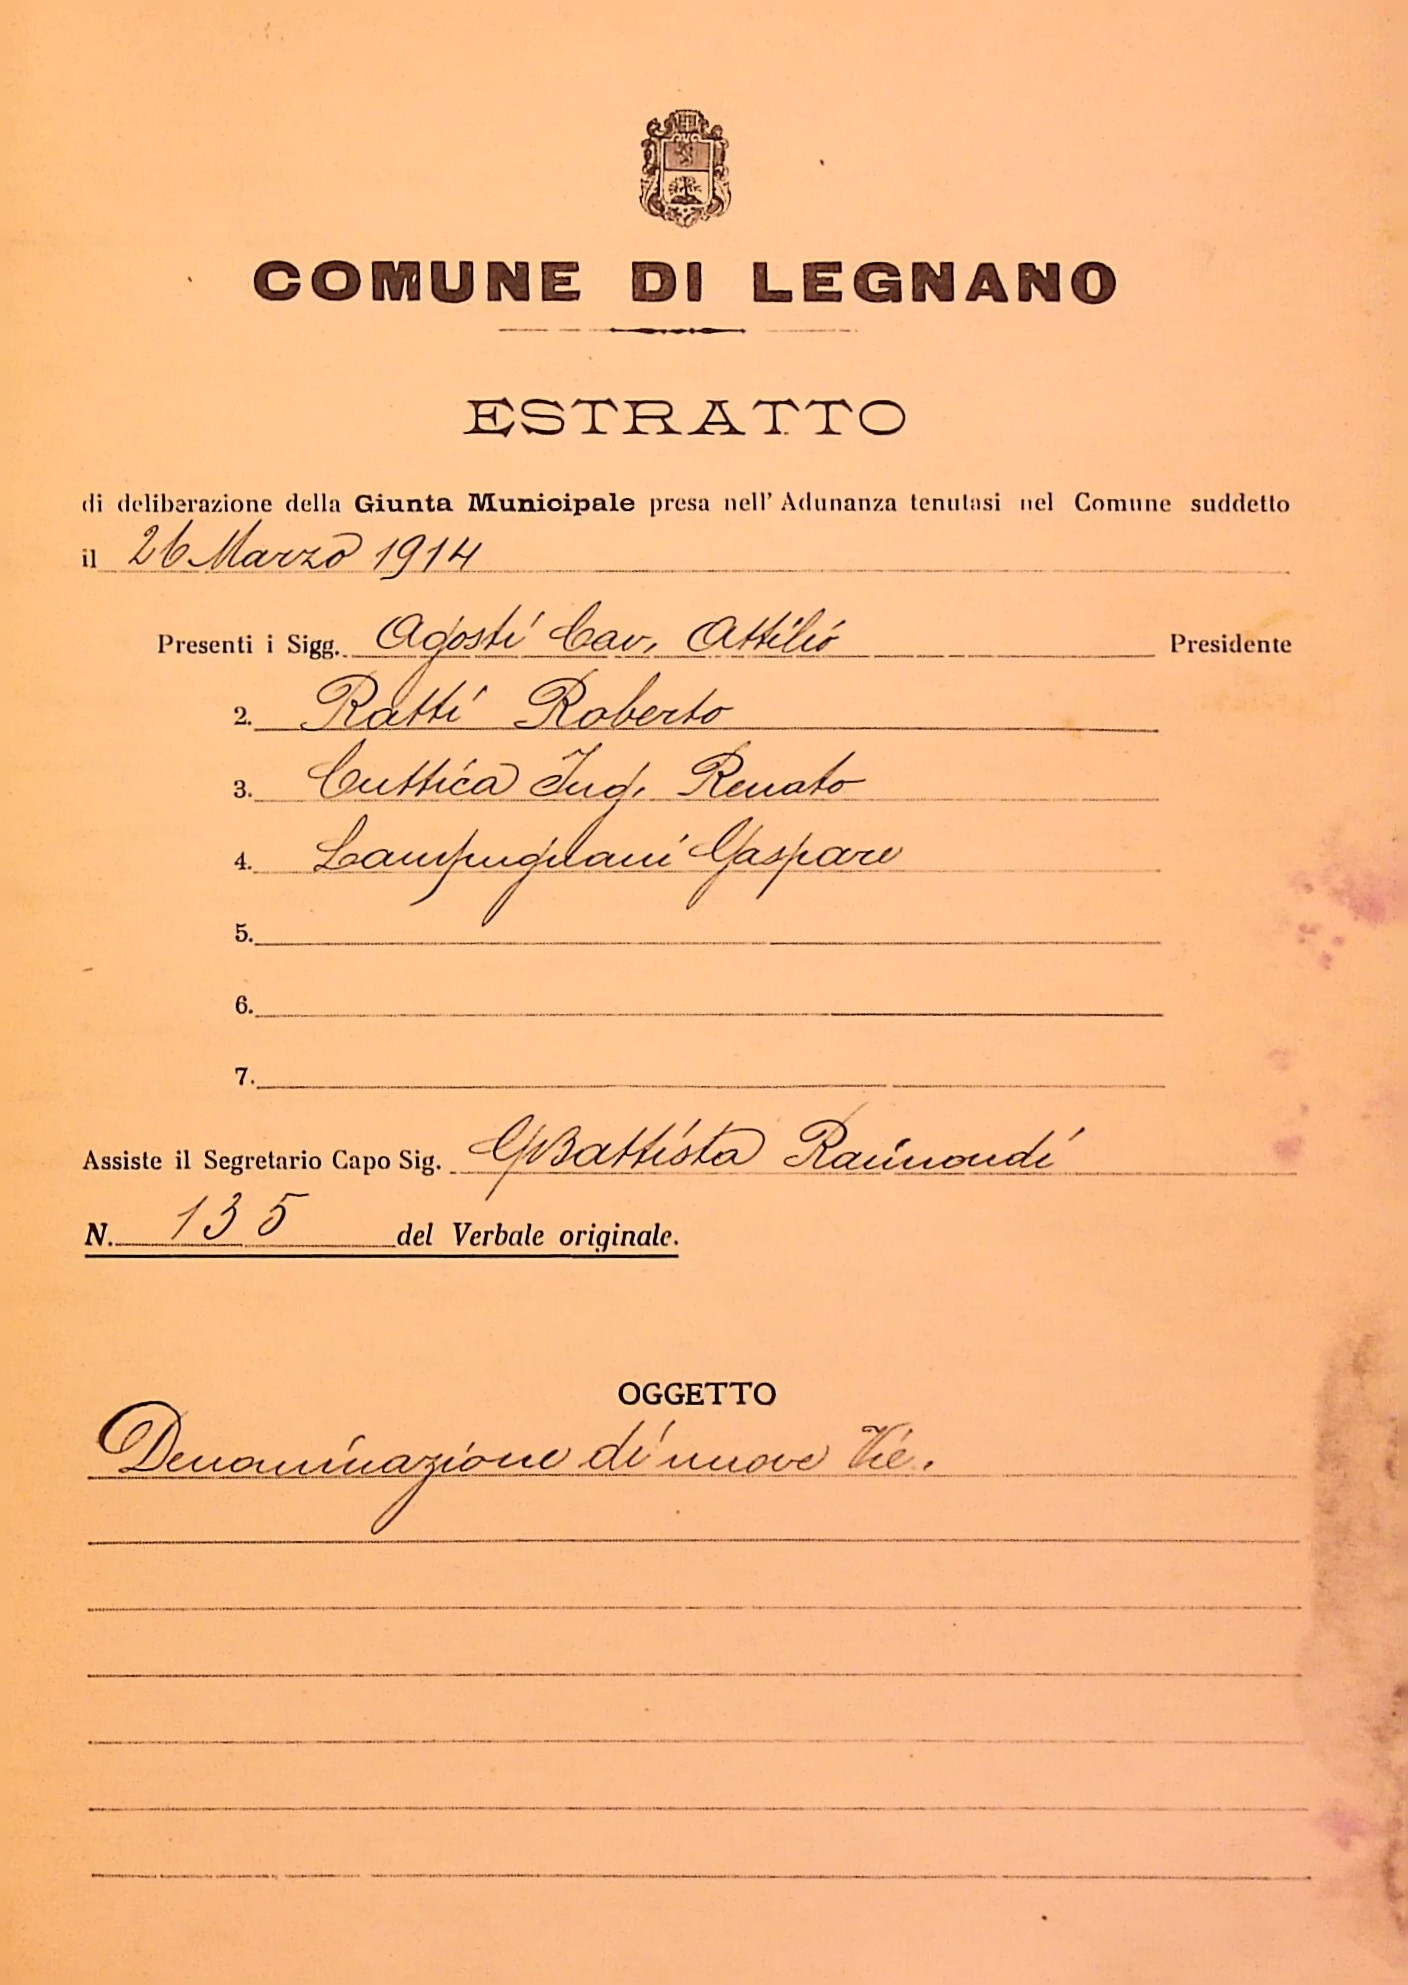 COMUNE DI LEGNANO
ESTRATTO
di deliberazione della Giunta Municipale presa nell' Adunanza tenutasi nel Comune suddetto
il 26 Marzo 1914
Presenti i Sigg. Agosti Cav. Attilio Presidente
2. Ratti Roberto
3. Cuttica Ing. Renato
4. Lampugnani Gaspare
5.
6.
7.
Assiste il Segretario Capo Sig. GBattista Raimondi
N. 135 del Verbale originale.
OGGETTO
Denominazione di nuove Vie.